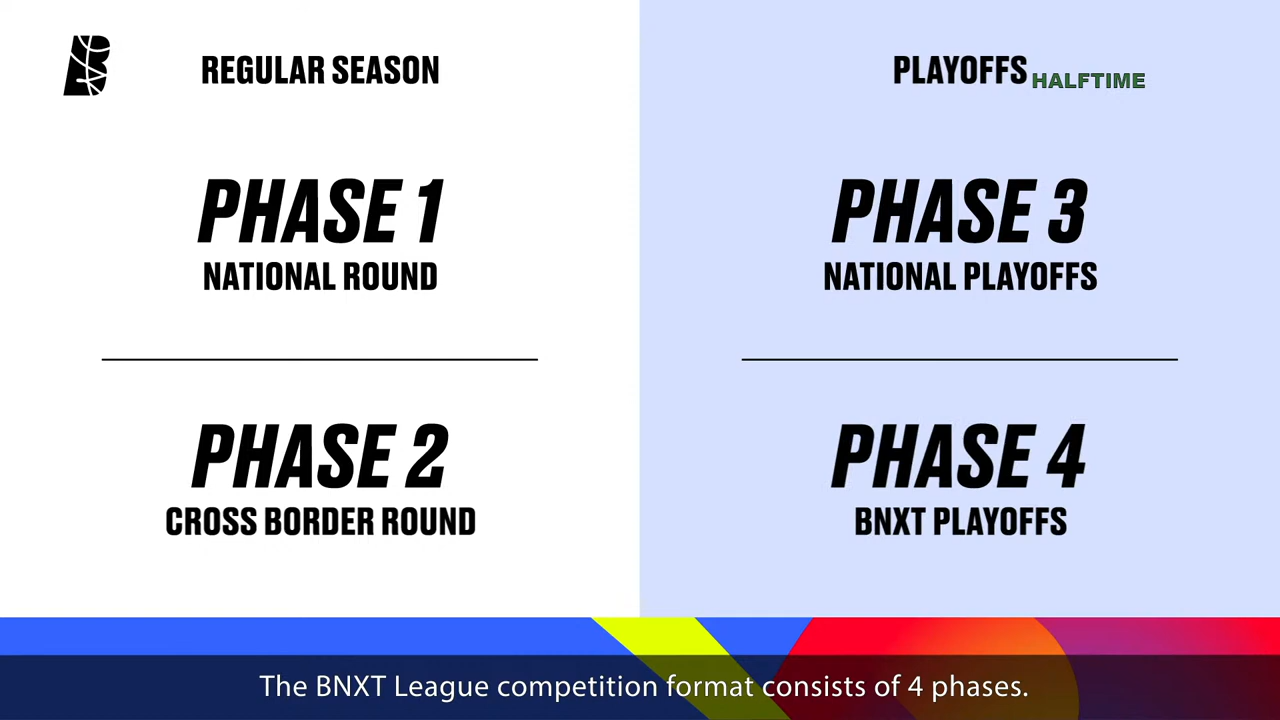 REGULAR SEASON
PHASE 1
NATIONAL ROUND
PHASE 2
CROSS BORDER ROUND
PLAYOFFS HALFTIME
PHASE 3
NATIONAL PLAYOFFS
PHASE 4
BNXT PLAYOFFS
The BNXT League competition format consists of 4 phases.